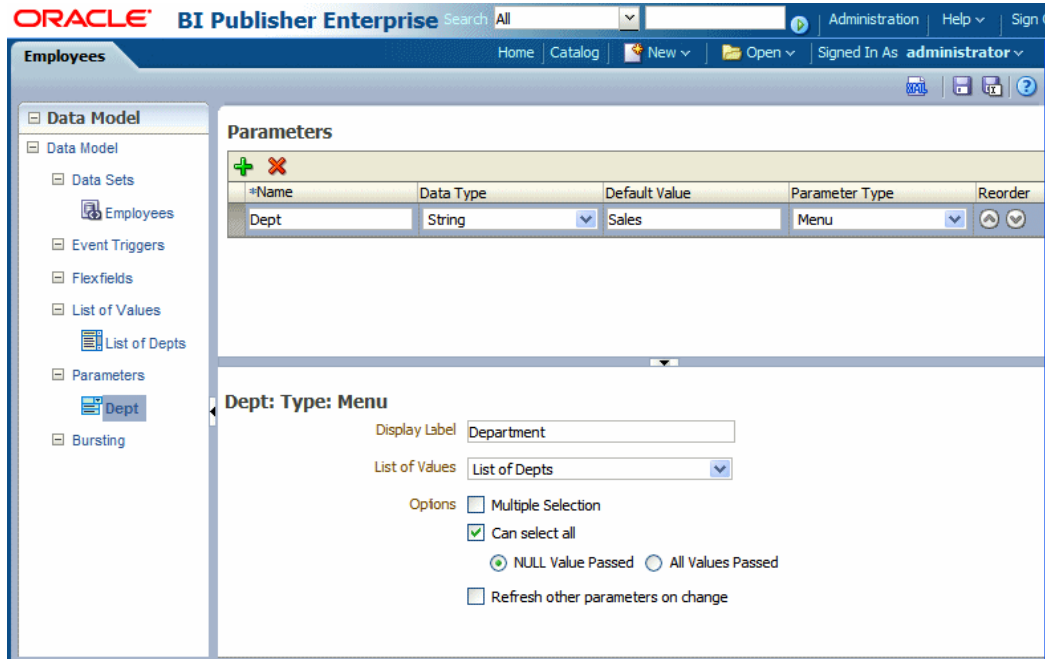 ORACLE BI Publisher Enterprise Search All Administration Help Sign
Employees Home Catalog New Open Signed In As administrator
XML
Data Model
Data Model
Data Sets
Employees
Event Triggers
Flexfields
List of Values
List of Depts
Parameters
Dept
Bursting
Parameters
*Name Data Type Default Value Parameter Type Reorder
Dept String Sales Menu
Dept: Type: Menu
Display Label Department
List of Values List of Depts
Options Multiple Selection
Can select all
NULL Value Passed All Values Passed
Refresh other parameters on change